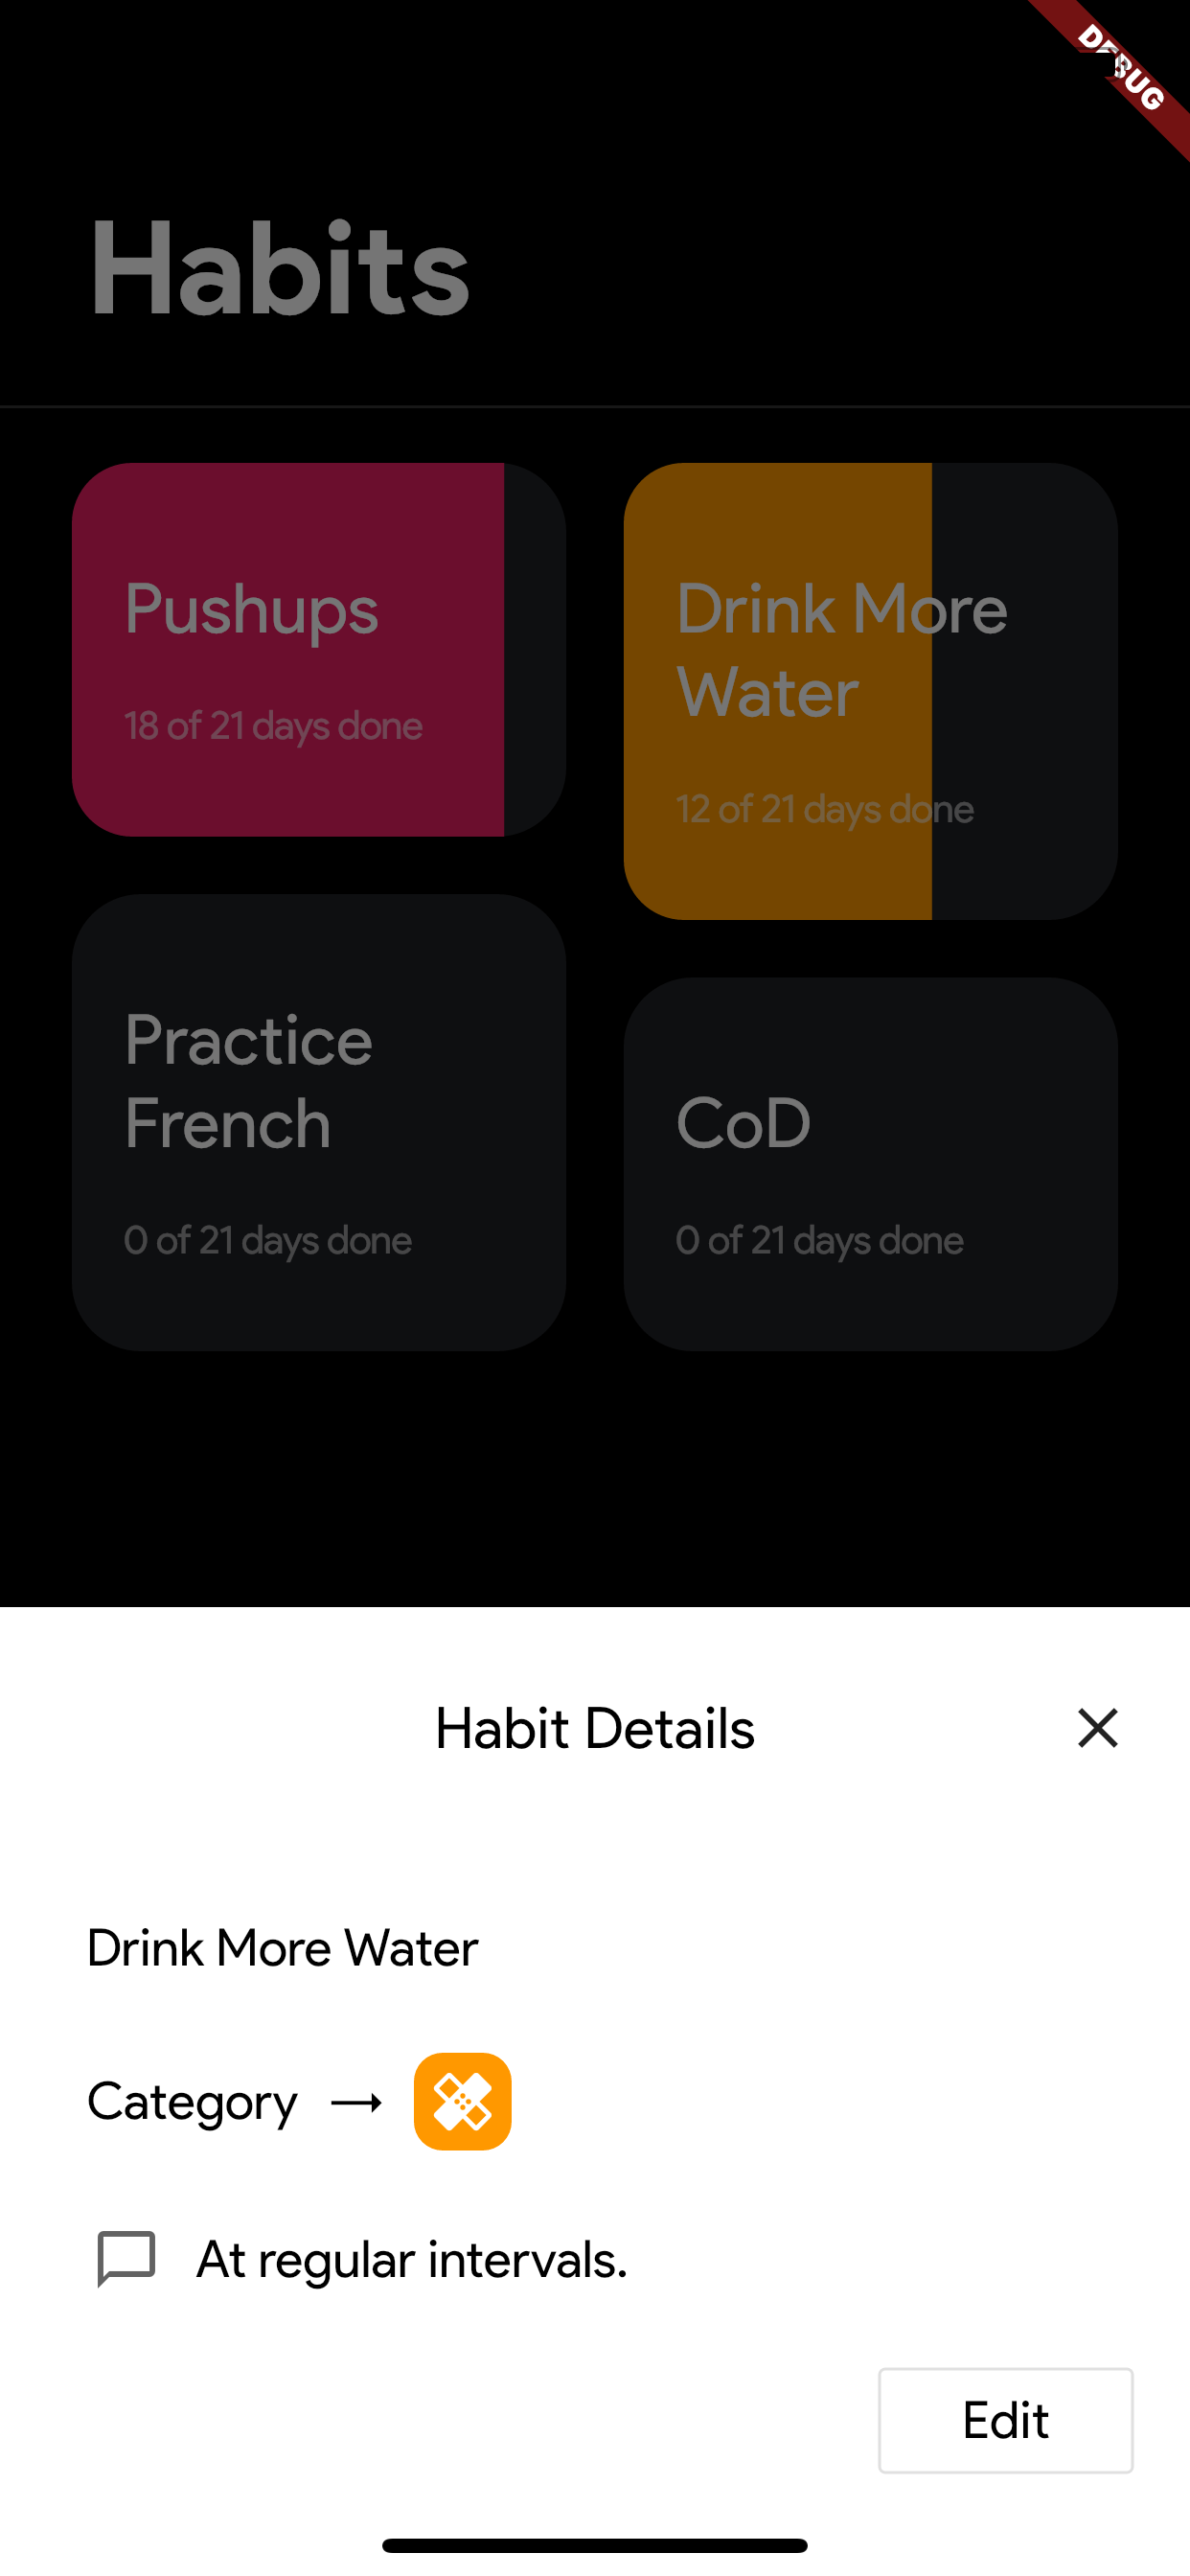 DEBUG
Habits
Pushups
18 of 21 days done
Drink More
Water
12 of 21 days done
Practice
French
0 of 21 days done
CoD
0 of 21 days done
Habit Details
Drink More Water
Category
At regular intervals.
Edit